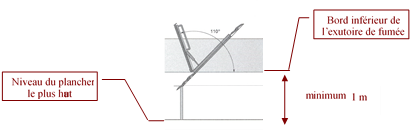 110°
Bord inférieur de
l'exutoire de fumée
Niveau du plancher
le plus haut
minimum 1 m